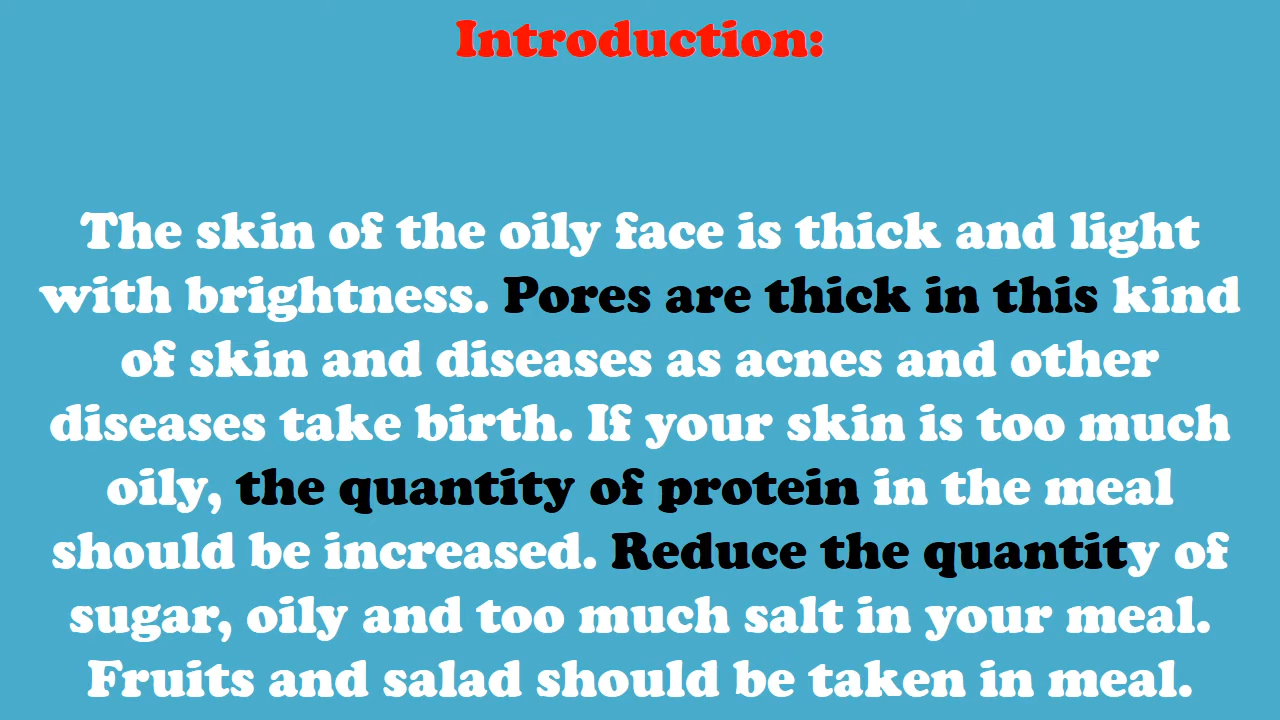 Introduction:
The skin of the oily face is thick and light
with brightness. Pores are thick in this kind
of skin and diseases as acnes and other
diseases take birth. If your skin is too much
oily, the quantity of protein in the meal
should be increased. Reduce the quantity of
sugar, oily and too much salt in your meal.
Fruits and salad should be taken in meal.